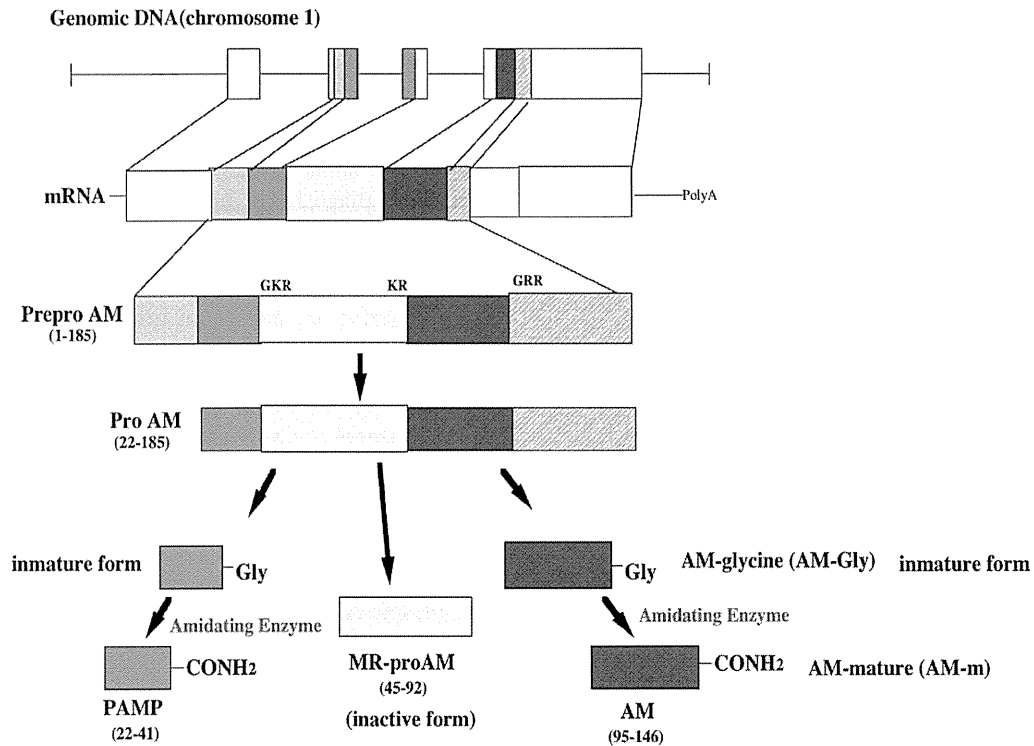 Genomic DNA(chromosome 1)
mRNA
PolyA
GKR
KR
GRR
Prepro AM
(1-185)
Pro AM
(22-185)
inmature form
Gly
Gly
AM-glycine (AM-Gly)
inmature form
Amidating Enzyme
Amidating Enzyme
CONH2
MR-proAM
CONH2
AM-mature (AM-m)
(45-92)
PAMP
(inactive form)
AM
(22-41)
(95-146)